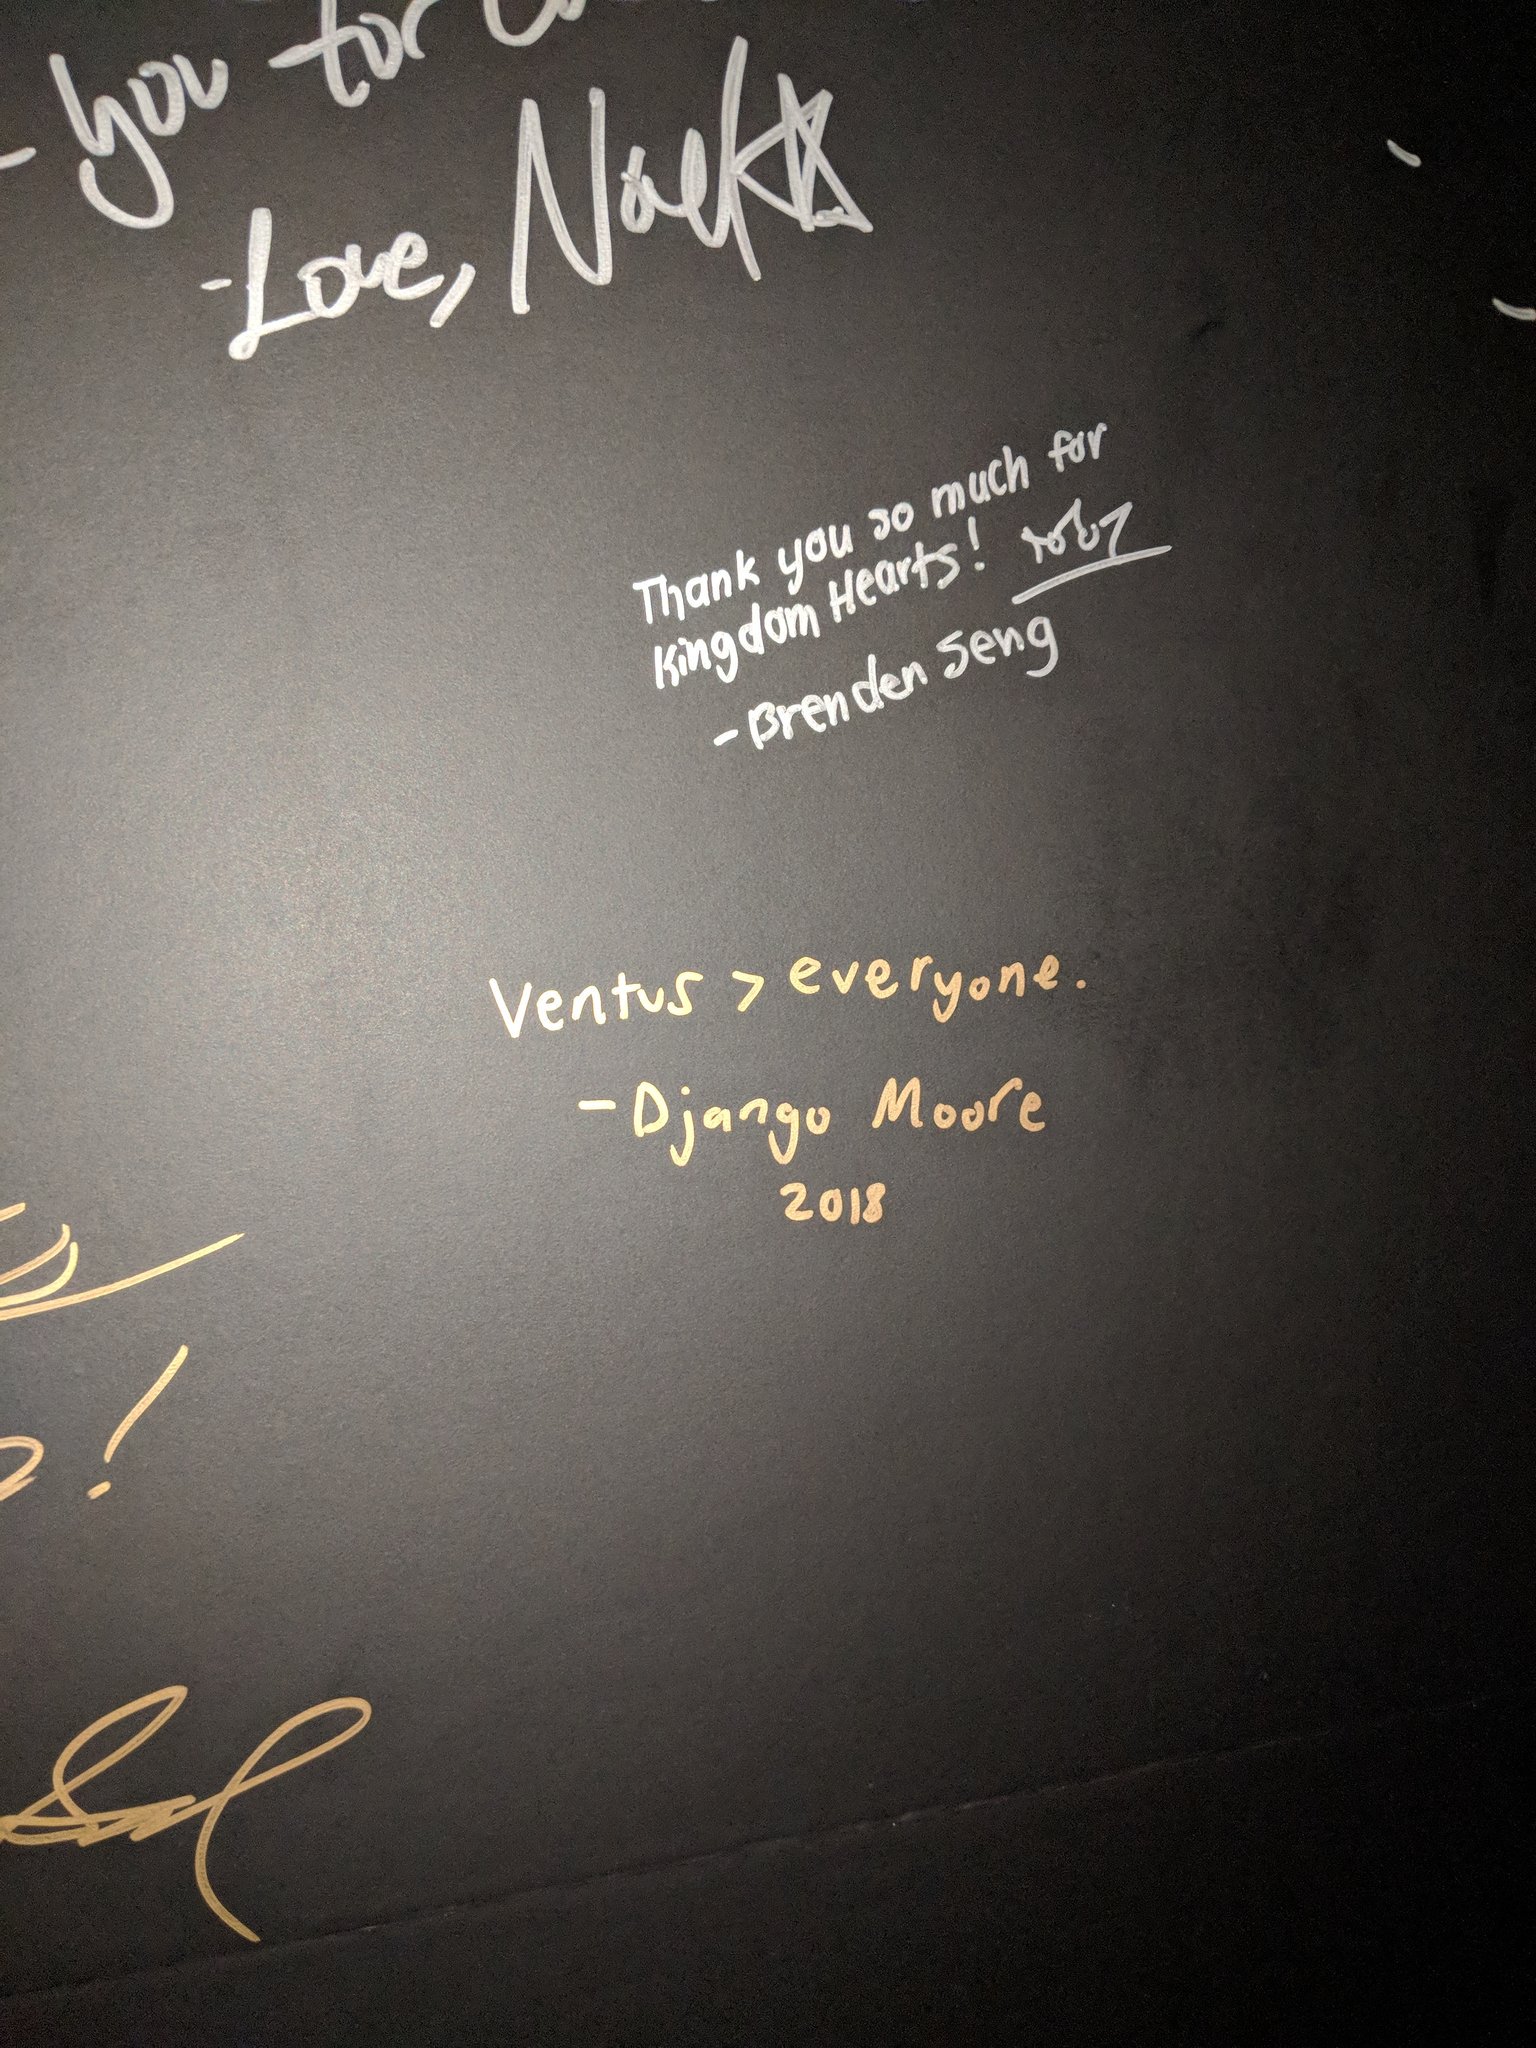 you for
-Love, Noel
Thank you so much for
Kingdom Hearts!
-Brenden Seng
Ventus > everyone.
-Django Moore
2018
!